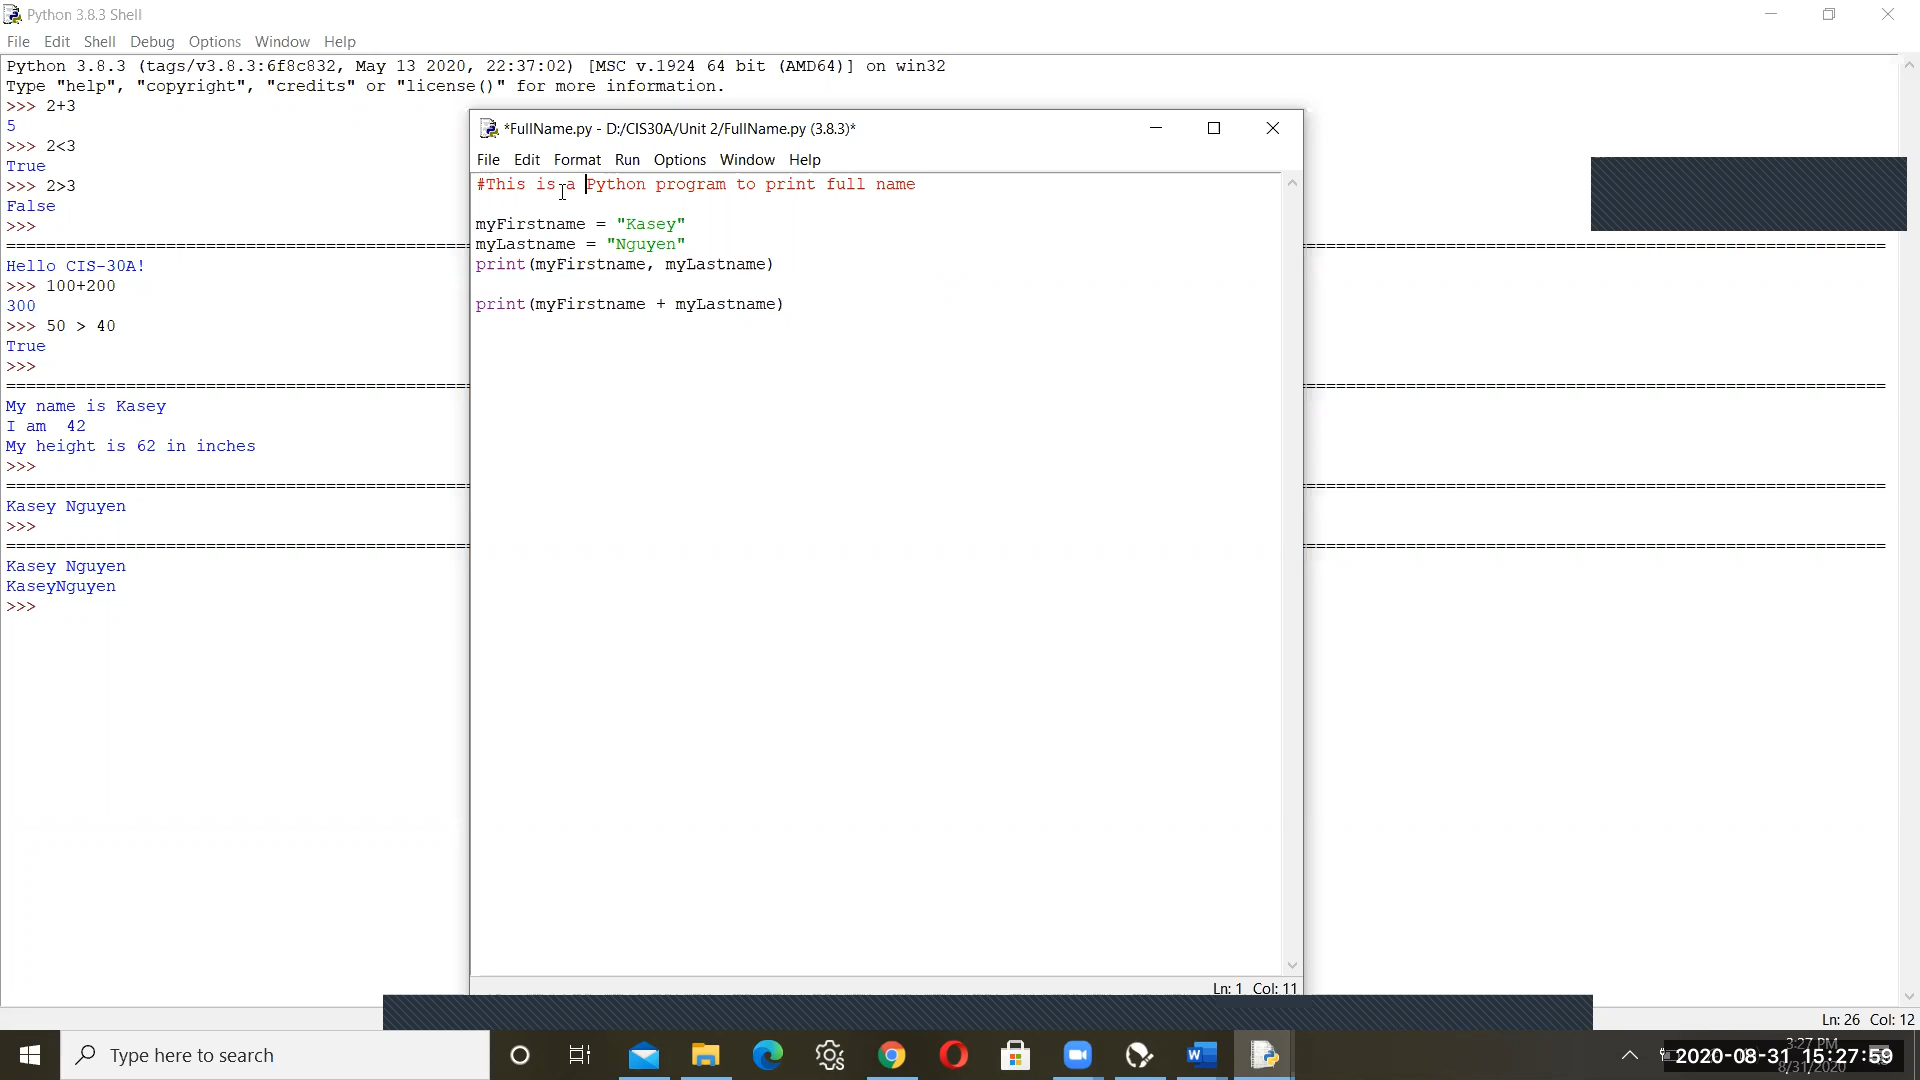 Python 3.8.3 Shell
File Edit Shell Debug Options Window Help
Python 3.8.3 (tags/v3.8.3:6f8c832, May 13 2020, 22:37:02) [MSC v.1924 64 bit (AMD64)] on win32
Type "help", "copyright", "credits" or "license()" for more information.
>>> 2+3
5
>>> 2<3
True
>>> 2>3
False
>>>
Hello CIS-30A!
>>> 100+200
300
>>> 50 > 40
True
>>>
My name is Kasey
I am  42
My height is 62 in inches
>>>
Kasey Nguyen
>>>
Kasey Nguyen
KaseyNguyen
>>>
*FullName.py - D:/CIS30A/Unit 2/FullName.py (3.8.3)*
File Edit Format Run Options Window Help
#This is a Python program to print full name
myFirstname = "Kasey"
myLastname = "Nguyen"
print(myFirstname, myLastname)
print(myFirstname + myLastname)
Ln: 1 Col: 11
Ln: 26 Col: 12
Type here to search
3:27 PM
2020-08-31 15:27:59
8/31/2020